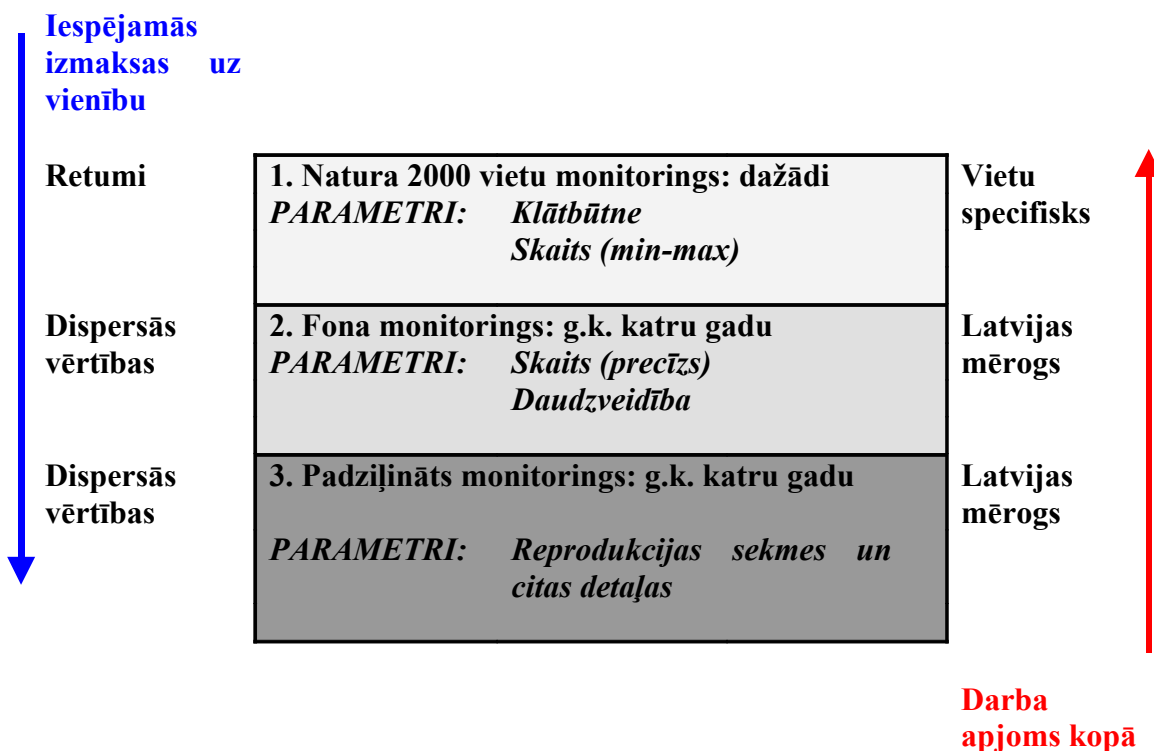 Iespējamās
izmaksas uz
vienību
Retumi
1. Natura 2000 vietu monitorings: dažādi
PARAMETRI: Klātbūtne
Skaits (min-max)
Vietu
specifisks
Dispersās
vērtības
2. Fona monitorings: g.k. katru gadu
PARAMETRI: Skaits (precīzs)
Daudzveidība
Latvijas
mērogs
Dispersās
vērtības
3. Padziļināts monitorings: g.k. katru gadu
PARAMETRI: Reprodukcijas sekmes un
citas detaļas
Latvijas
mērogs
Darba
apjoms kopā